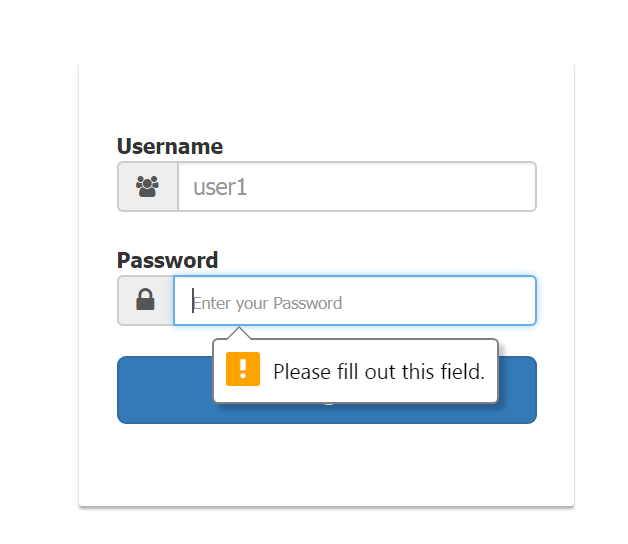 Username
user1
Password
Enter your Password
Please fill out this field.